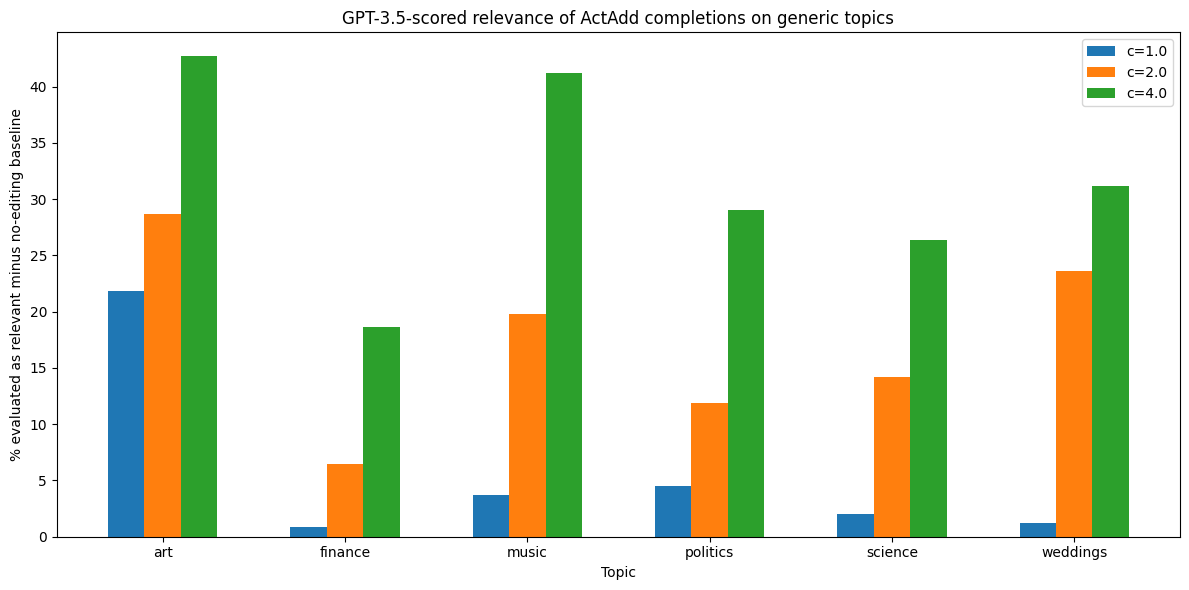 GPT-3.5-scored relevance of ActAdd completions on generic topics
% evaluated as relevant minus no-editing baseline
40
35
30
25
20
15
10
5
0
c=1.0
c=2.0
c=4.0
art finance music politics science weddings
Topic